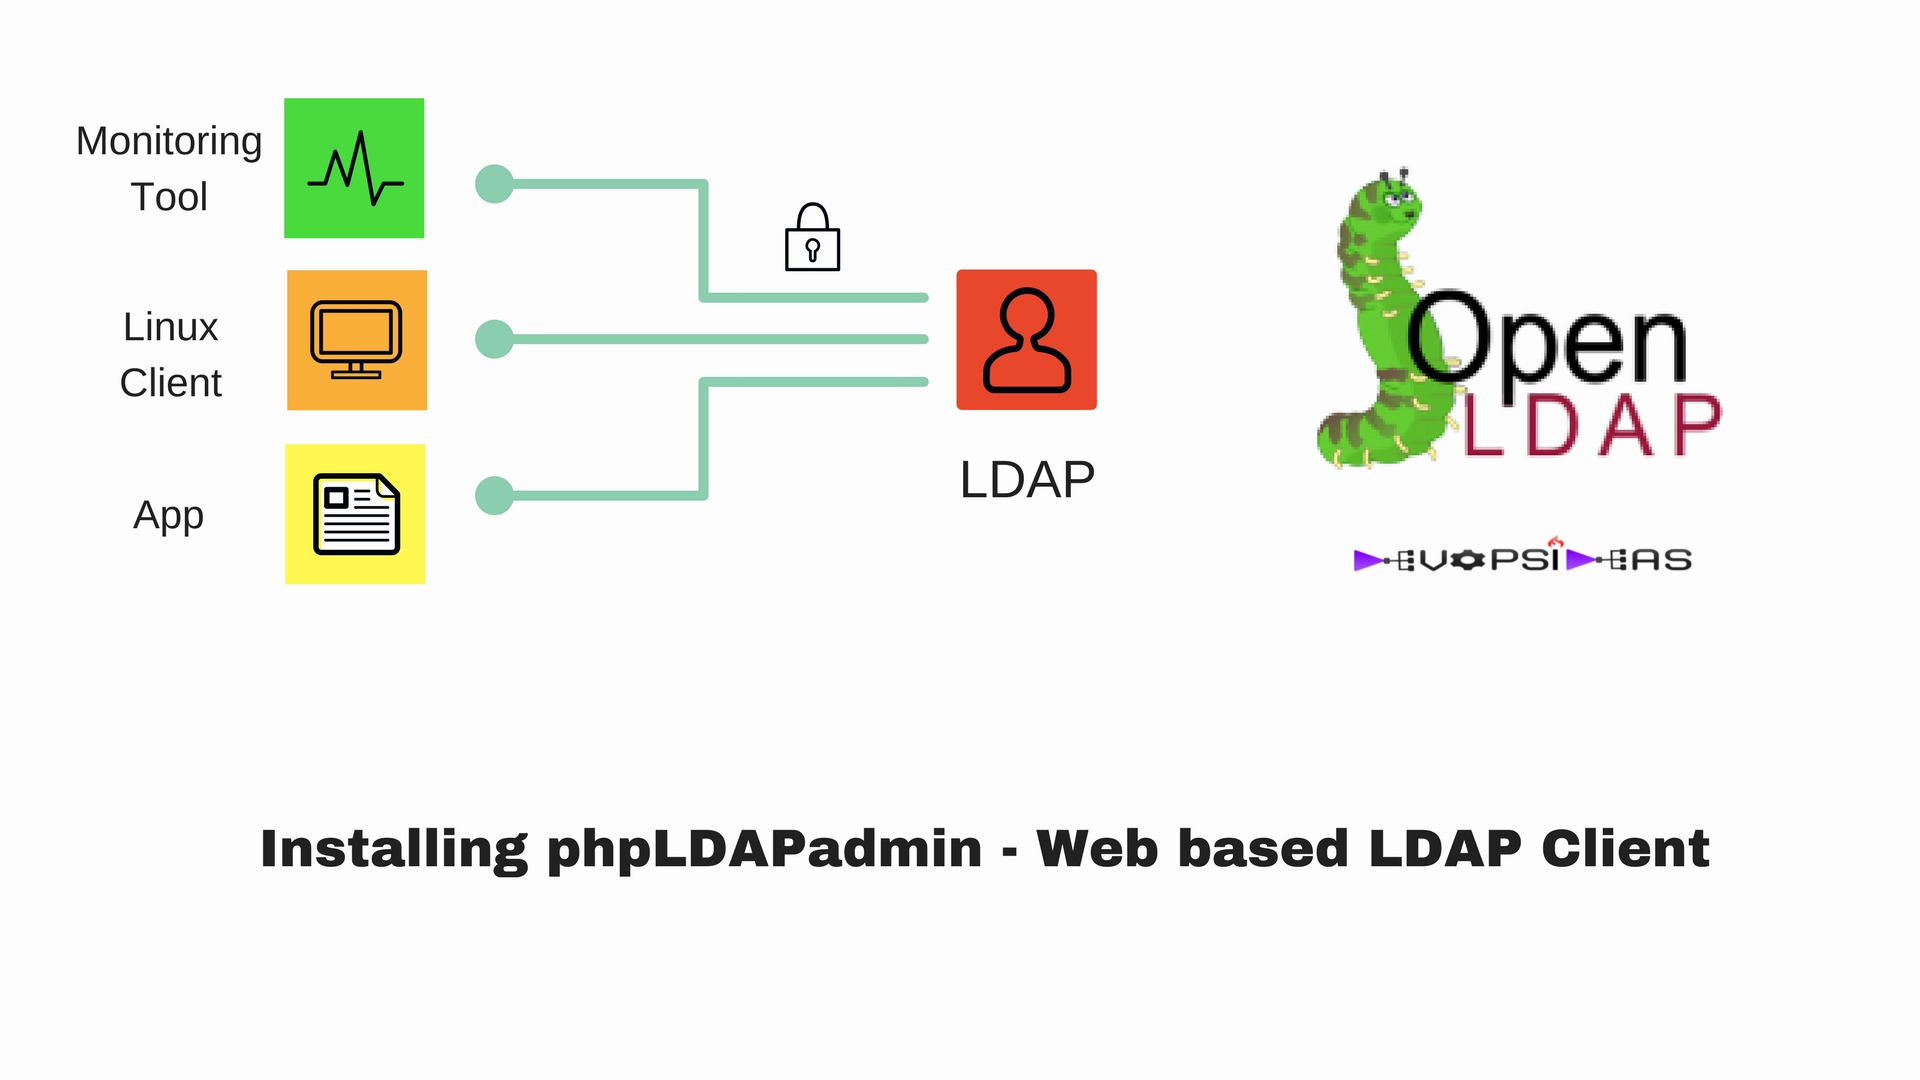 Monitoring
Tool
Linux
Client
App
LDAP
Open
LDAP
DEVOPSIDEAS
Installing phpLDAPadmin - Web based LDAP Client